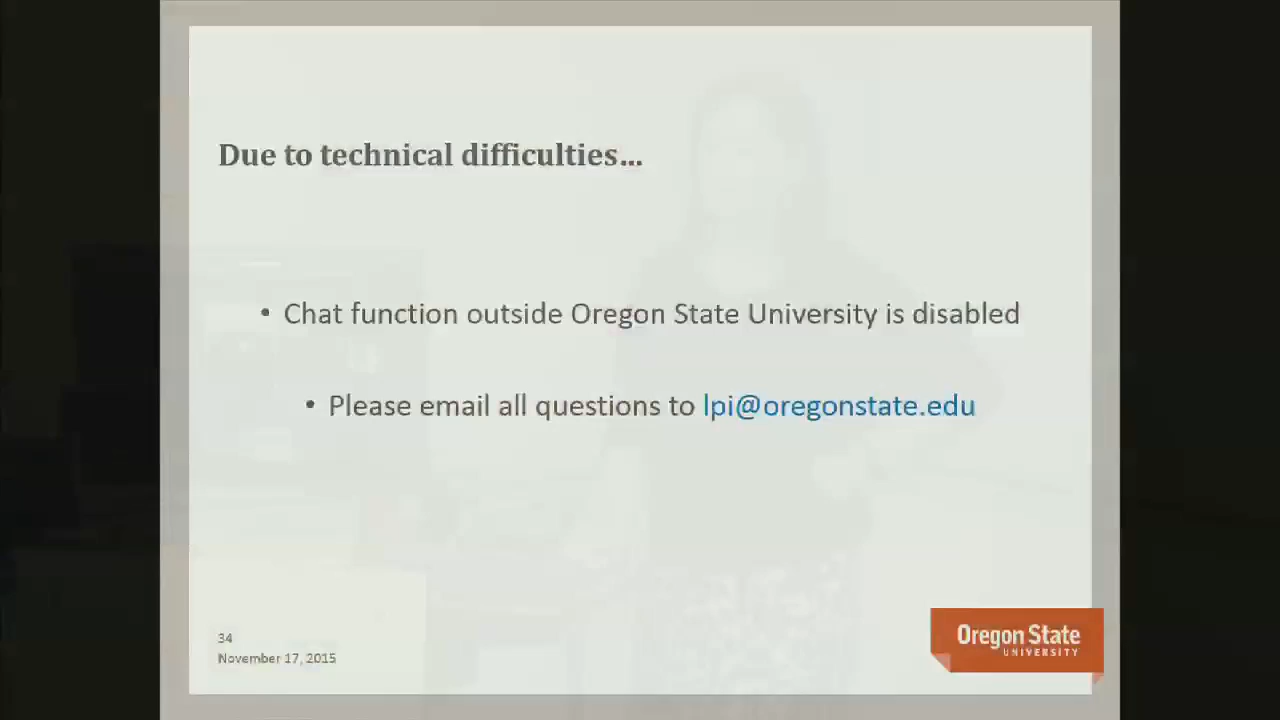 Due to technical difficulties...
• Chat function outside Oregon State University is disabled
• Please email all questions to lpi@oregonstate.edu
34
November 17, 2015
Oregon State
UNIVERSITY